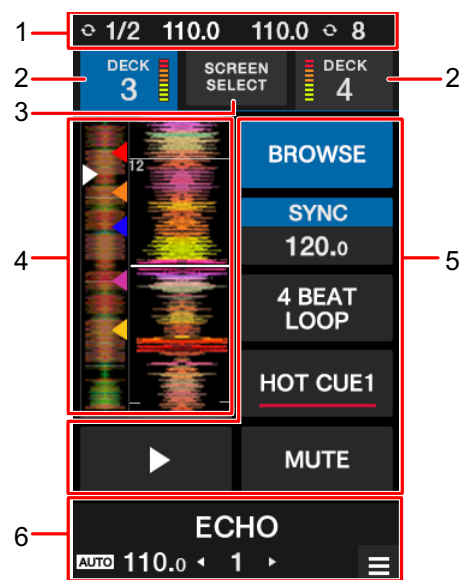 1
1/2 110.0 110.0 8
2
DECK 3
SCREEN
SELECT
DECK 4
2
3
4
12
BROWSE
SYNC
120.0
5
4 BEAT
LOOP
HOT CUE1
MUTE
6
ECHO
AUTO 110.0 1